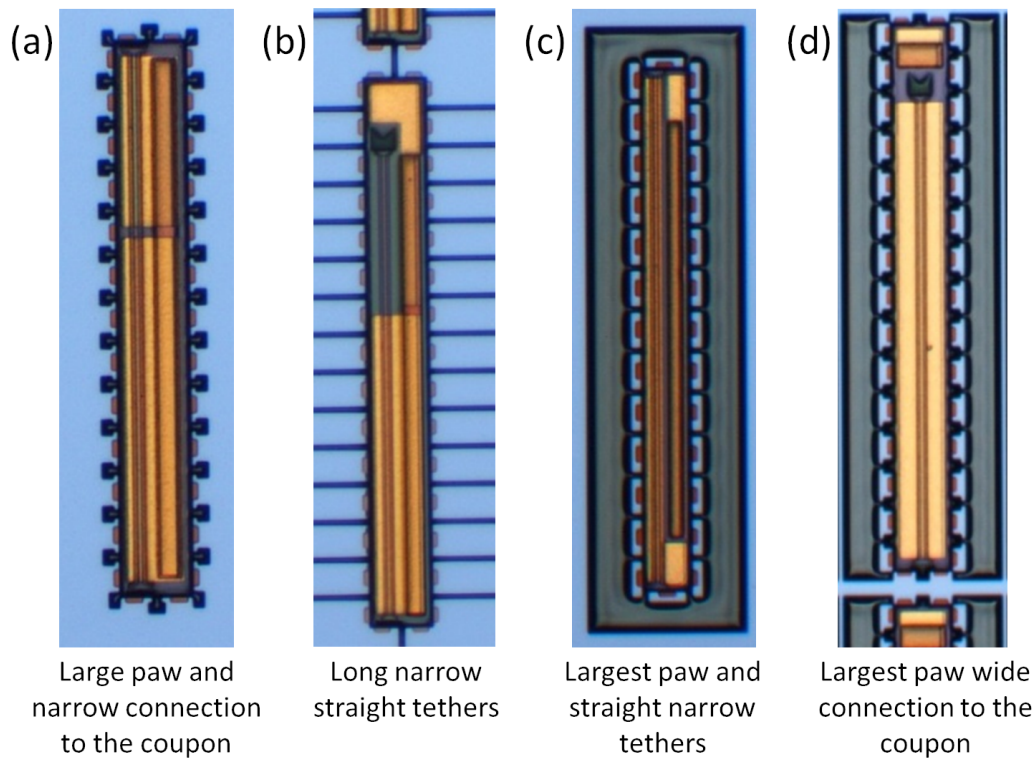 (a)
(b)
(c)
(d)
Large paw and
narrow connection
to the coupon
Long narrow
straight tethers
Largest paw and
straight narrow
tethers
Largest paw wide
connection to the
coupon